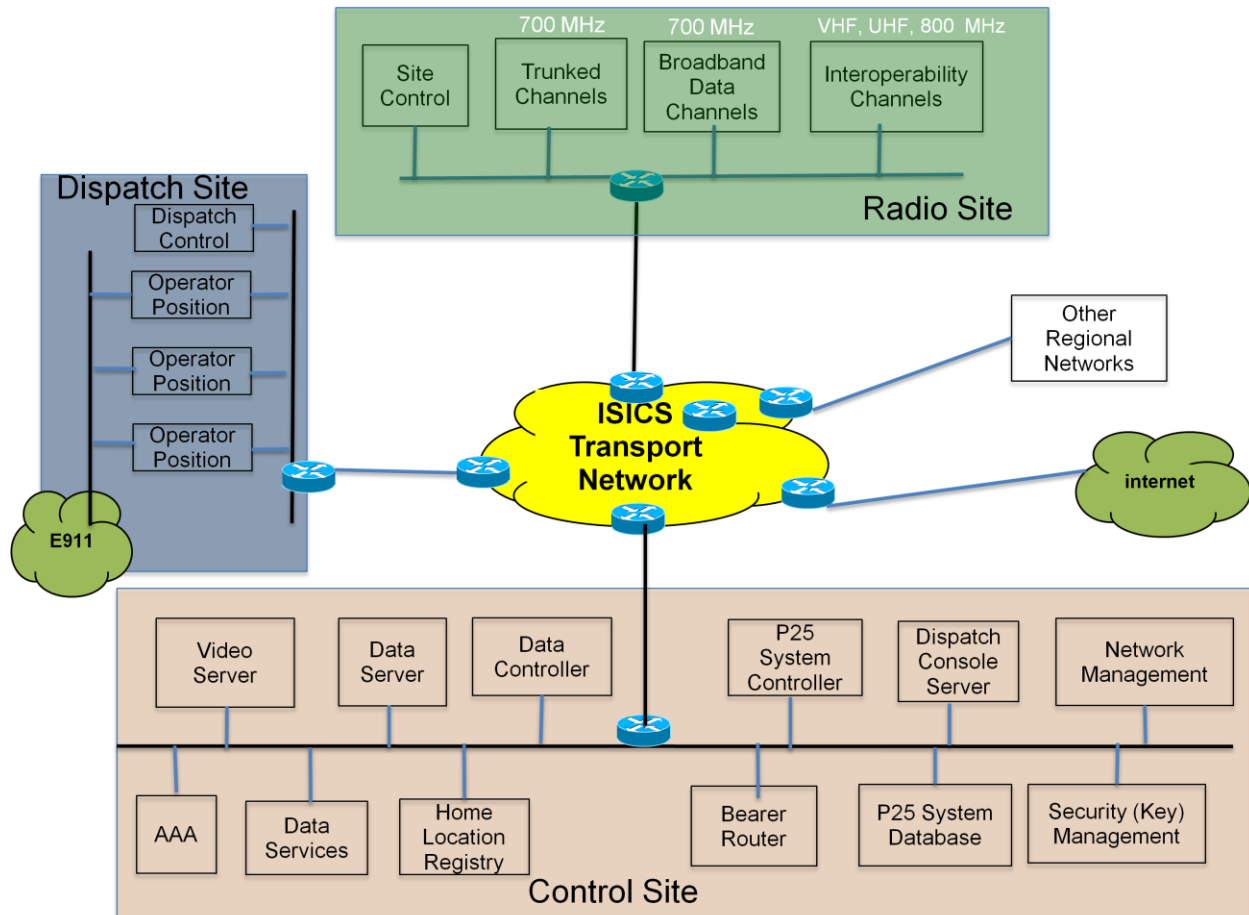 700 MHz
700 MHz
VHF, UHF, 800 MHz
Site
Control
Trunked
Channels
Broadband
Data
Channels
Interoperability
Channels
Radio Site
Dispatch Site
Dispatch
Control
Operator
Position
Operator
Position
Operator
Position
E911
Other
Regional
Networks
ISICS
Transport
Network
internet
Video
Server
Data
Server
Data
Controller
P25
System
Controller
Dispatch
Console
Server
Network
Management
AAA
Data
Services
Home
Location
Registry
Bearer
Router
P25 System
Database
Security (Key)
Management
Control Site